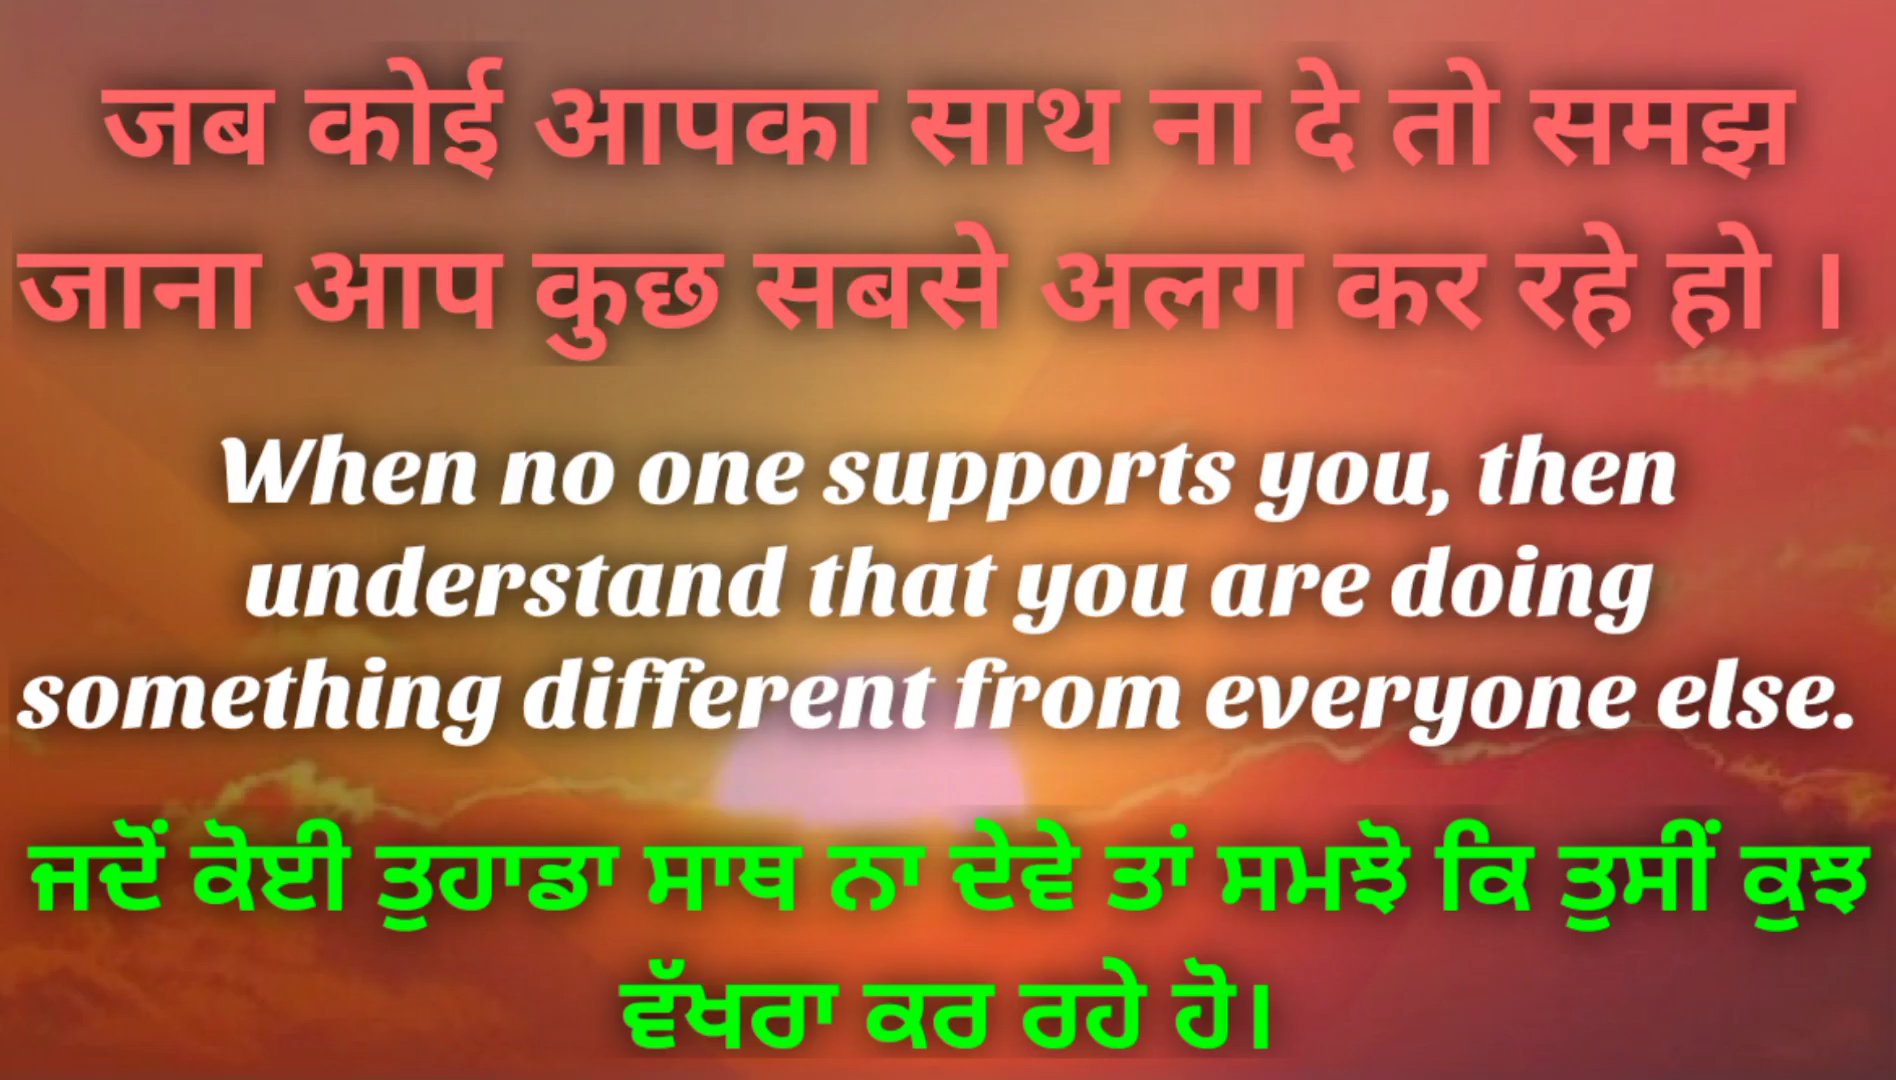 जब कोई आपका साथ ना दे तो समझ
जाना आप कुछ सबसे अलग कर रहे हो ।
When no one supports you, then
understand that you are doing
something different from everyone else.
ਜਦੋਂ ਕੋਈ ਤੁਹਾਡਾ ਸਾਥ ਨਾ ਦੇਵੇ ਤਾਂ ਸਮਝੋ ਕਿ ਤੁਸੀਂ ਕੁਝ
ਵੱਖਰਾ ਕਰ ਰਹੇ ਹੋ।